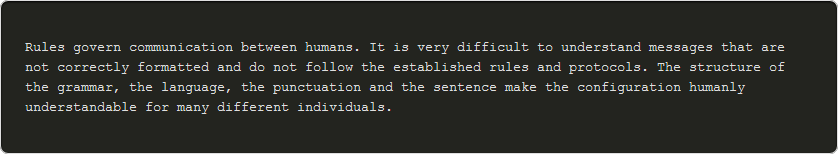 Rules govern communication between humans. It is very difficult to understand messages that are
not correctly formatted and do not follow the established rules and protocols. The structure of
the grammar, the language, the punctuation and the sentence make the configuration humanly
understandable for many different individuals.